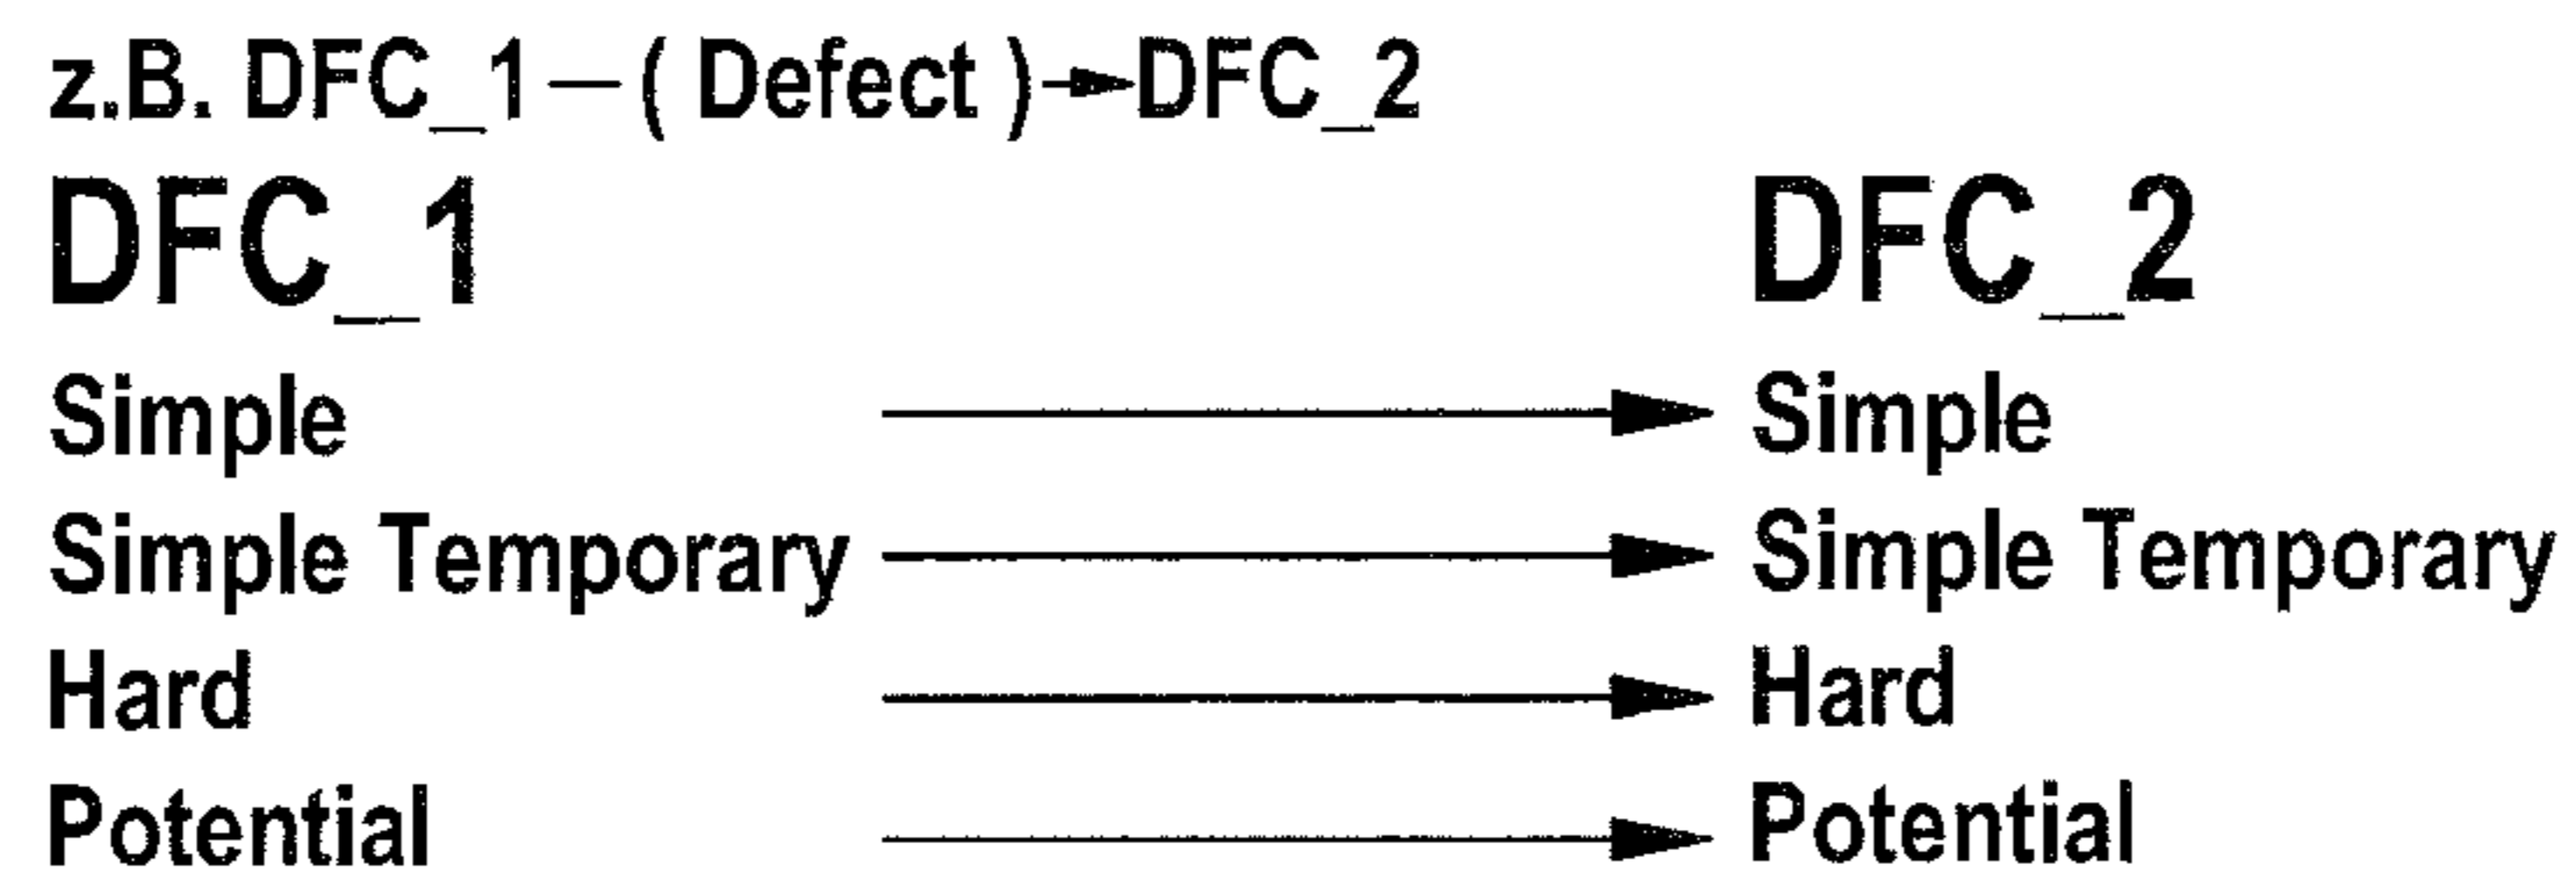 z.B. DFC_1—( Defect )→DFC_2
DFC_1 DFC_2
Simple → Simple
Simple Temporary → Simple Temporary
Hard → Hard
Potential → Potential